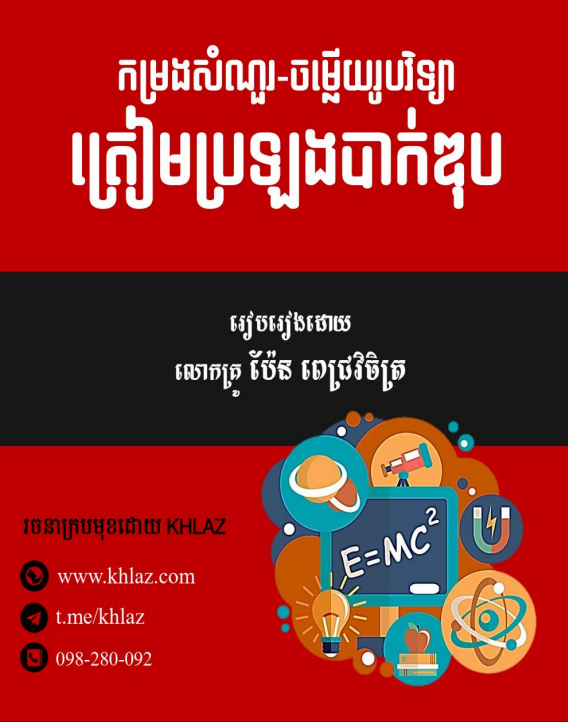 កម្រងសំណួរ-ចម្លើយរូបវិទ្យា
ត្រៀមប្រឡងបាក់ឌុប
រៀបរៀងដោយ
លោកគ្រូ ប៉ែន ពេជ្រវិចិត្រ
E=MC²
រចនាក្របមុខដោយ KHLAZ
www.khlaz.com
t.me/khlaz
098-280-092